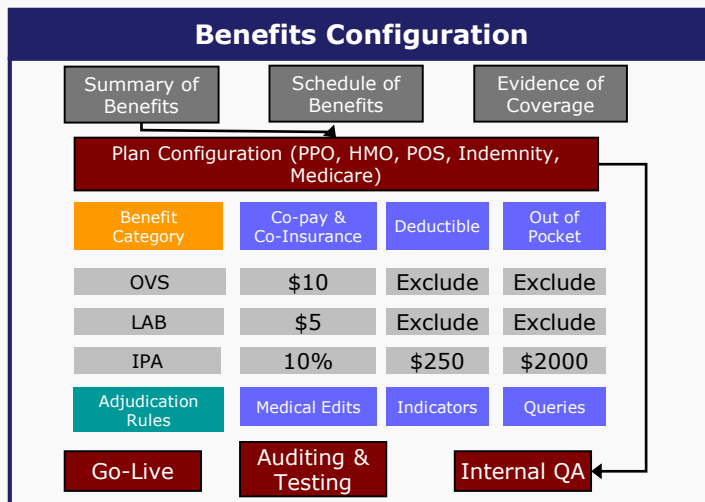 Benefits Configuration
Summary of
Benefits
Schedule of
Benefits
Evidence of
Coverage
Plan Configuration (PPO, HMO, POS, Indemnity,
Medicare)
Benefit
Category
Co-pay &
Co-Insurance
Deductible
Out of
Pocket
OVS
$10
Exclude
Exclude
LAB
$5
Exclude
Exclude
IPA
10%
$250
$2000
Adjudication
Rules
Medical Edits
Indicators
Queries
Go-Live
Auditing &
Testing
Internal QA